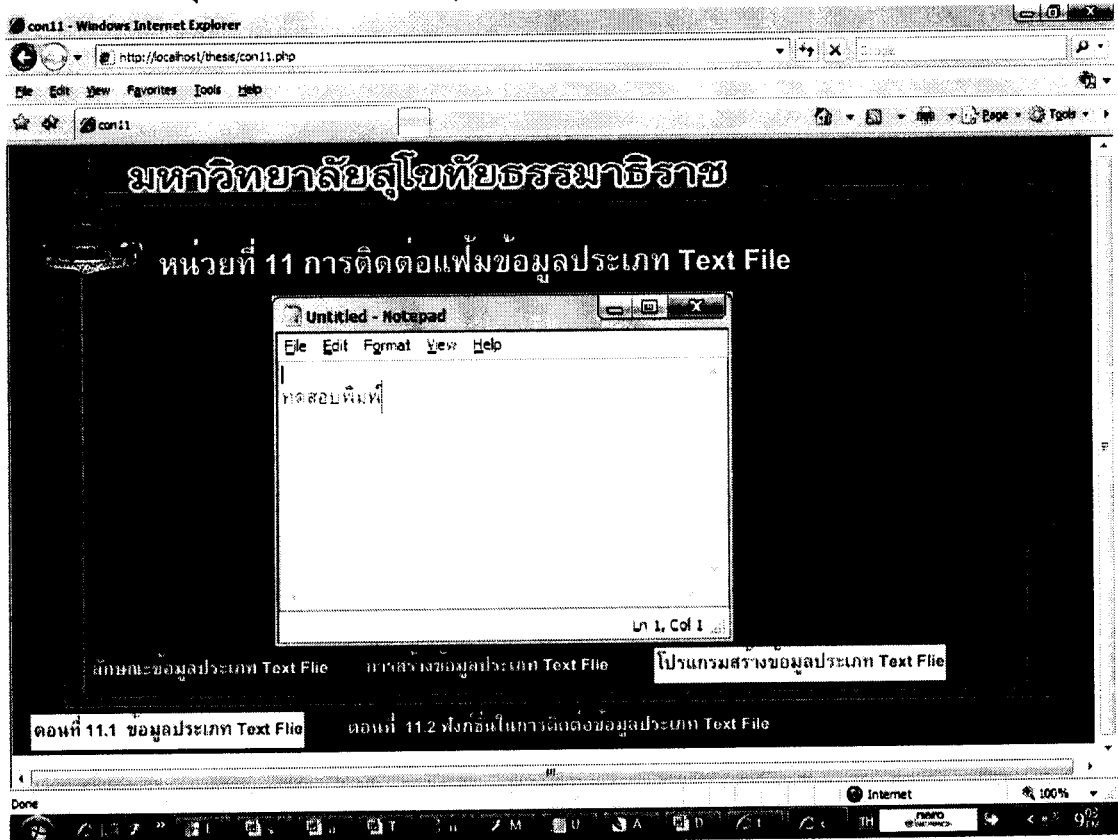 con11 - Windows Internet Explorer
http://localhost/thesis/con11.php
File Edit View Favorites Tools Help
con11
Page Tools
มหาวิทยาลัยสุโขทัยธรรมาธิราช
หน่วยที่ 11 การติดต่อแฟ้มข้อมูลประเภท Text File
Untitled - Notepad
File Edit Format View Help
ทดสอบพิมพ์
Ln 1, Col 1
ลักษณะข้อมูลประเภท Text Flie การสร้างข้อมูลประเภท Text Flie โปรแกรมสร้างข้อมูลประเภท Text Flie
ตอนที่ 11.1 ข้อมูลประเภท Text Flie ตอนที่ 11.2 ฟังก์ชั่นในการติดต่อข้อมูลประเภท Text File
Done Internet 100%
TH nero